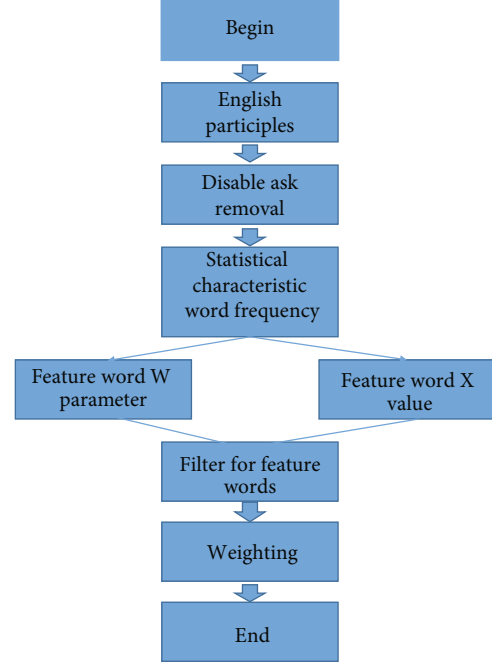 Begin
English
participles
Disable ask
removal
Statistical
characteristic
word frequency
Feature word W
parameter
Feature word X
value
Filter for feature
words
Weighting
End